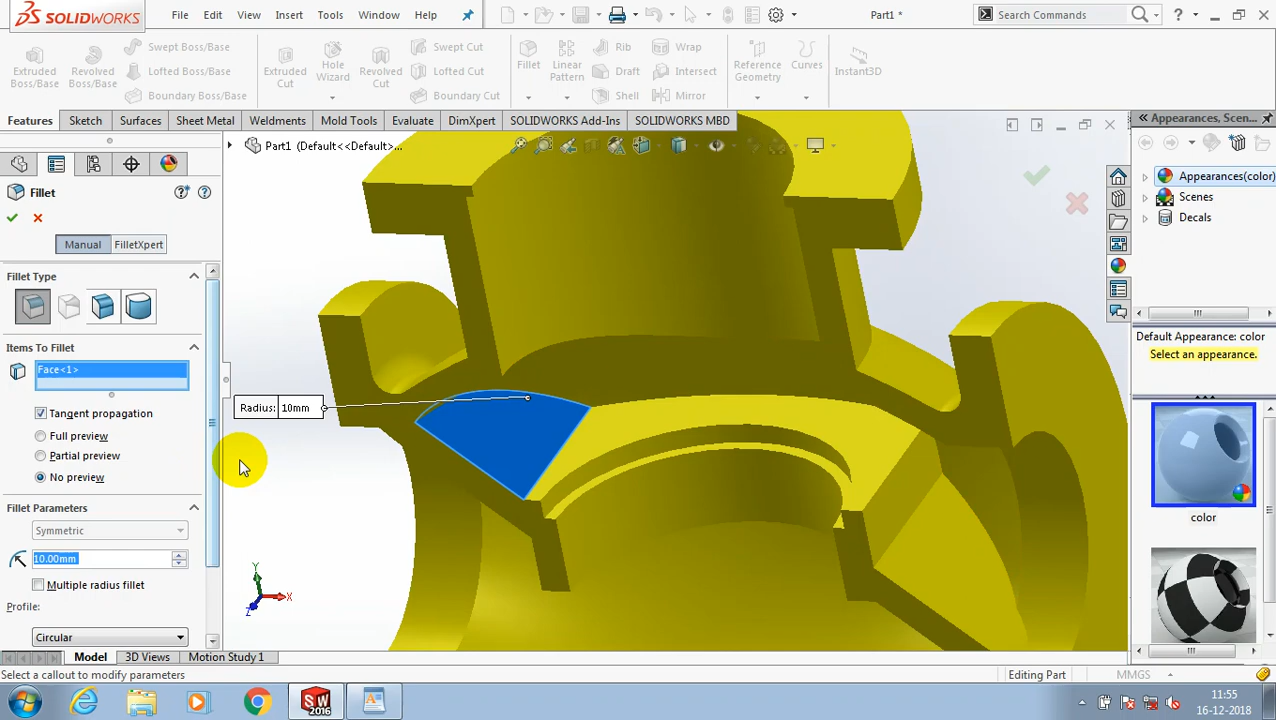 SOLIDWORKS
File Edit View Insert Tools Window Help
Part1 *
Search Commands
Extruded Boss/Base
Revolved Boss/Base
Swept Boss/Base
Lofted Boss/Base
Boundary Boss/Base
Extruded Cut
Hole Wizard
Revolved Cut
Swept Cut
Lofted Cut
Boundary Cut
Fillet
Linear Pattern
Rib
Draft
Shell
Wrap
Intersect
Mirror
Reference Geometry
Curves
Instant3D
Features Sketch Surfaces Sheet Metal Weldments Mold Tools Evaluate DimXpert SOLIDWORKS Add-Ins SOLIDWORKS MBD
Part1 (Default<<Default>...
Fillet
Manual FilletXpert
Fillet Type
Items To Fillet
Face<1>
Tangent propagation
Full preview
Partial preview
No preview
Fillet Parameters
Symmetric
10.00mm
Multiple radius fillet
Profile:
Circular
Radius: 10mm
Y
X
Z
Appearances, Scen
Appearances(color)
Scenes
Decals
Default Appearance: color
Select an appearance.
color
Model 3D Views Motion Study 1
Select a callout to modify parameters
Editing Part
MMGS
SW 2016
11:55
16-12-2018